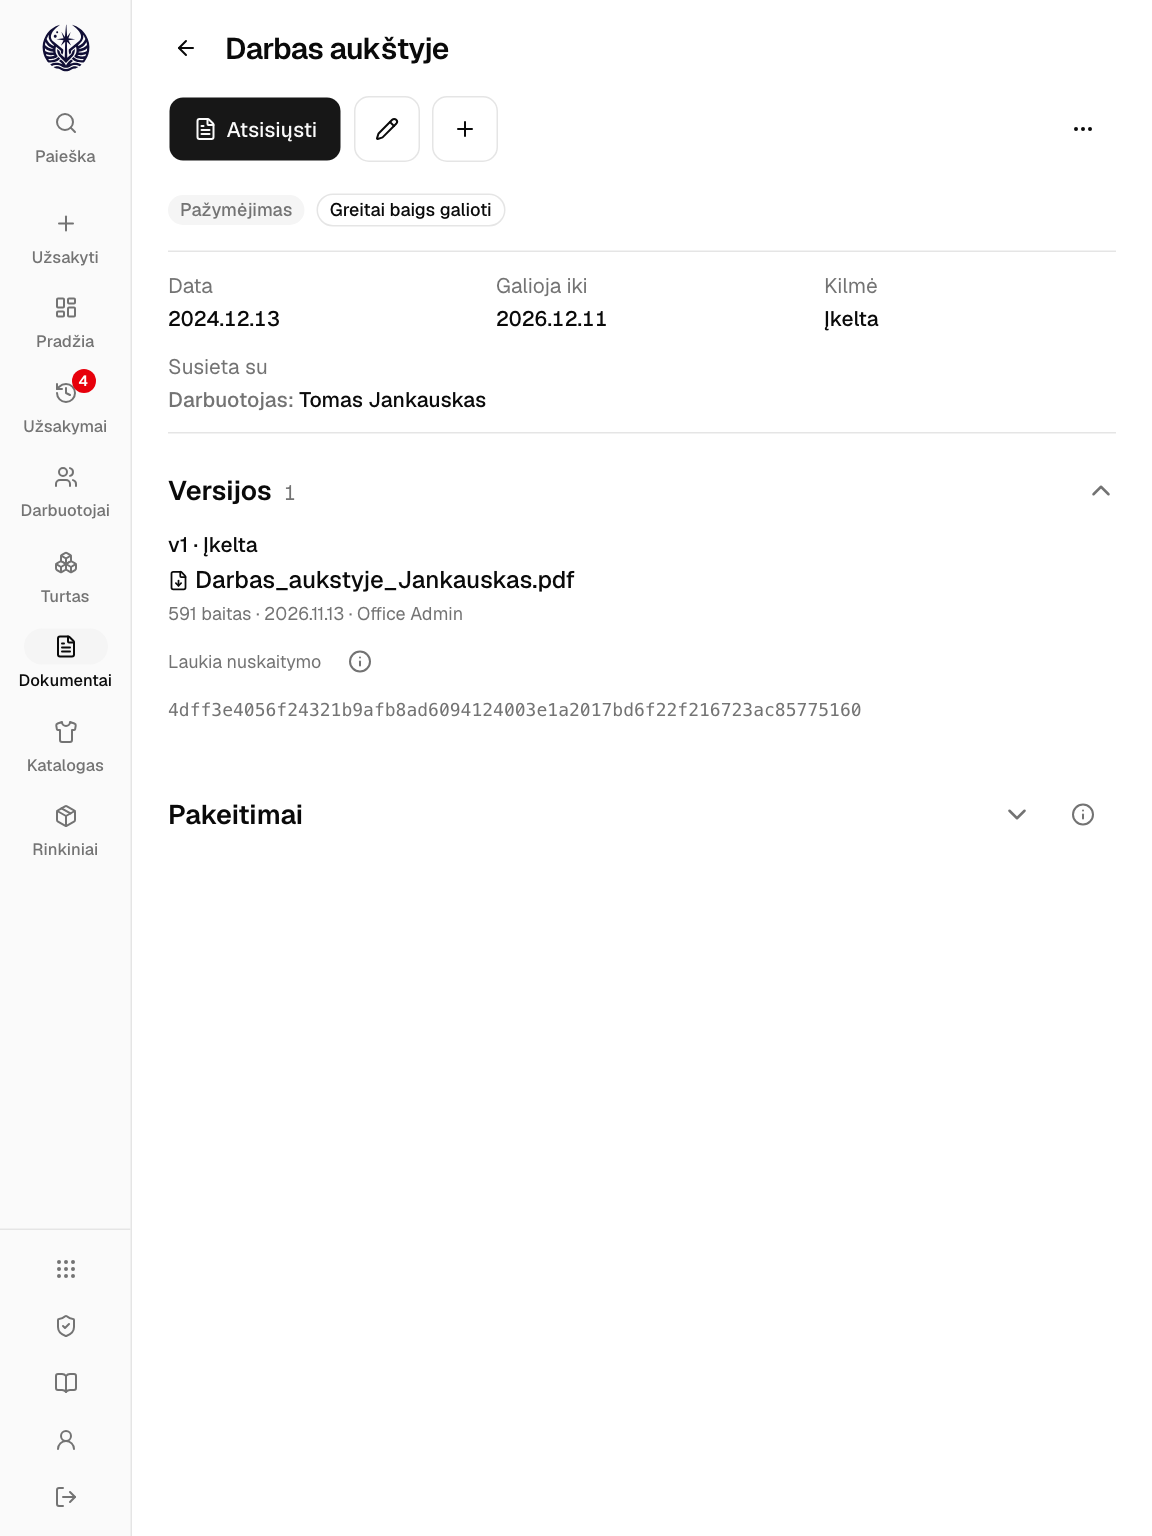 Darbas aukštyje
Paieška
Užsakyti
Pradžia
4
Užsakymai
Darbuotojai
Turtas
Dokumentai
Katalogas
Rinkiniai
Atsisiųsti
Pažymėjimas
Greitai baigs galioti
Data
Galioja iki
Kilmė
2024.12.13
2026.12.11
Įkelta
Susieta su
Darbuotojas: Tomas Jankauskas
Versijos 1
v1 · Įkelta
Darbas_aukstyje_Jankauskas.pdf
591 baitas · 2026.11.13 · Office Admin
Laukia nuskaitymo
4dff3e4056f24321b9afb8ad6094124003e1a2017bd6f22f216723ac85775160
Pakeitimai